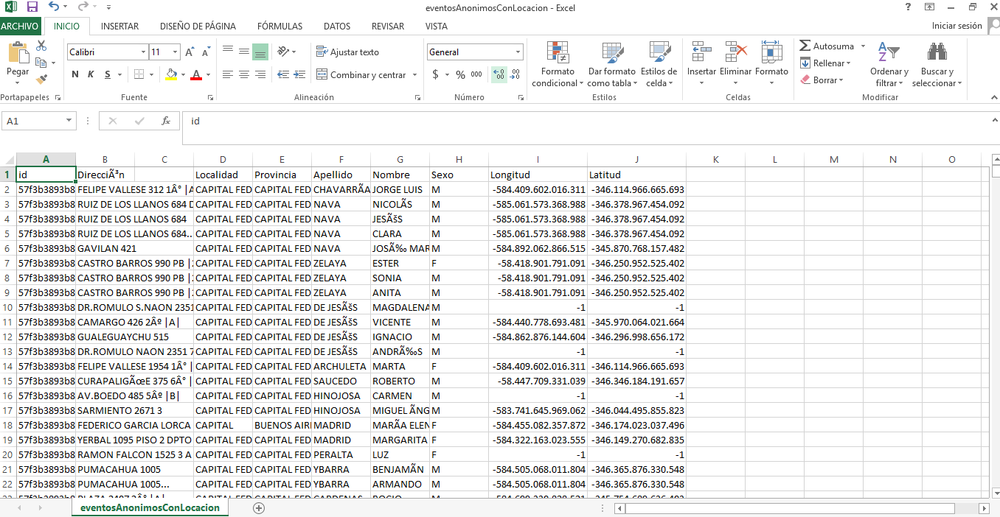 eventosAnonimosConLocacion - Excel
ARCHIVO INICIO INSERTAR DISEÑO DE PÁGINA FÓRMULAS DATOS REVISAR VISTA Iniciar sesión
Pegar
Portapapeles
Calibri 11
N K S
Fuente
Ajustar texto
Combinar y centrar
Alineación
General
$ % 000
Número
Formato condicional
Dar formato como tabla
Estilos de celda
Estilos
Insertar Eliminar Formato
Celdas
Autosuma
Rellenar
Borrar
Ordenar y filtrar
Buscar y seleccionar
Modificar
A1 fx id
A B C D E F G H I J K L M N O
1 id DirecciÃ³n Localidad Provincia Apellido Nombre Sexo Longitud Latitud
2 57f3b3893b8 FELIPE VALLESE 312 1Â° |A CAPITAL FED CAPITAL FED CHAVARRÃA JORGE LUIS M -584.409.602.016.311 -346.114.966.665.693
3 57f3b3893b8 RUIZ DE LOS LLANOS 684 D CAPITAL FED CAPITAL FED NAVA NICOLÃS M -585.061.573.368.988 -346.378.967.454.092
4 57f3b3893b8 RUIZ DE LOS LLANOS 684 CAPITAL FED CAPITAL FED NAVA JESÃšS M -585.061.573.368.988 -346.378.967.454.092
5 57f3b3893b8 RUIZ DE LOS LLANOS 684... CAPITAL FED CAPITAL FED NAVA CLARA M -585.061.573.368.988 -346.378.967.454.092
6 57f3b3893b8 GAVILAN 421 CAPITAL FED CAPITAL FED NAVA JOSÃ‰ MAR M -584.892.062.866.515 -345.870.768.157.482
7 57f3b3893b8 CASTRO BARROS 990 PB | CAPITAL FED CAPITAL FED ZELAYA ESTER F -58.418.901.791.091 -346.250.952.525.402
8 57f3b3893b8 CASTRO BARROS 990 PB | CAPITAL FED CAPITAL FED ZELAYA SONIA M -58.418.901.791.091 -346.250.952.525.402
9 57f3b3893b8 CASTRO BARROS 990 PB | CAPITAL FED CAPITAL FED ZELAYA ANITA M -58.418.901.791.091 -346.250.952.525.402
10 57f3b3893b8 DR.ROMULO S.NAON 2351 CAPITAL FED CAPITAL FED DE JESÃšS MAGDALENA M -1 -1
11 57f3b3893b8 CAMARGO 426 2Âº |A| CAPITAL FED CAPITAL FED DE JESÃšS VICENTE M -584.440.778.693.481 -345.970.064.021.664
12 57f3b3893b8 GUALEGUAYCHU 515 CAPITAL FED CAPITAL FED DE JESÃšS IGNACIO M -584.862.876.144.604 -346.296.998.656.172
13 57f3b3893b8 DR.ROMULO NAON 2351 7 CAPITAL FED CAPITAL FED DE JESÃšS ANDRÃ‰S M -1 -1
14 57f3b3893b8 FELIPE VALLESE 1954 1Â° | CAPITAL FED CAPITAL FED ARCHULETA MARTA F -584.409.602.016.311 -346.114.966.665.693
15 57f3b3893b8 CURAPALIGÃœE 375 6Â° | CAPITAL FED CAPITAL FED SAUCEDO ROBERTO M -58.447.709.331.039 -346.346.184.191.657
16 57f3b3893b8 AV.BOEDO 485 5Âº |B| CAPITAL FED CAPITAL FED HINOJOSA CARMEN M -1 -1
17 57f3b3893b8 SARMIENTO 2671 3 CAPITAL FED CAPITAL FED HINOJOSA MIGUEL ÃNG M -583.741.645.969.062 -346.044.495.855.823
18 57f3b3893b8 FEDERICO GARCIA LORCA CAPITAL BUENOS AIR MADRID MARÃA ELEN F -584.455.082.357.872 -346.174.023.037.496
19 57f3b3893b8 YERBAL 1095 PISO 2 DPTO CAPITAL FED CAPITAL FED MADRID MARGARITA F -584.322.163.023.555 -346.149.270.682.835
20 57f3b3893b8 RAMON FALCON 1525 3 A CAPITAL FED CAPITAL FED PERALTA LUZ F -1 -1
21 57f3b3893b8 PUMACAHUA 1005 CAPITAL FED CAPITAL FED YBARRA BENJAMÃN M -584.505.068.011.804 -346.365.876.330.548
22 57f3b3893b8 PUMACAHUA 1005... CAPITAL FED CAPITAL FED YBARRA ARMANDO M -584.505.068.011.804 -346.365.876.330.548
eventosAnonimosConLocacion